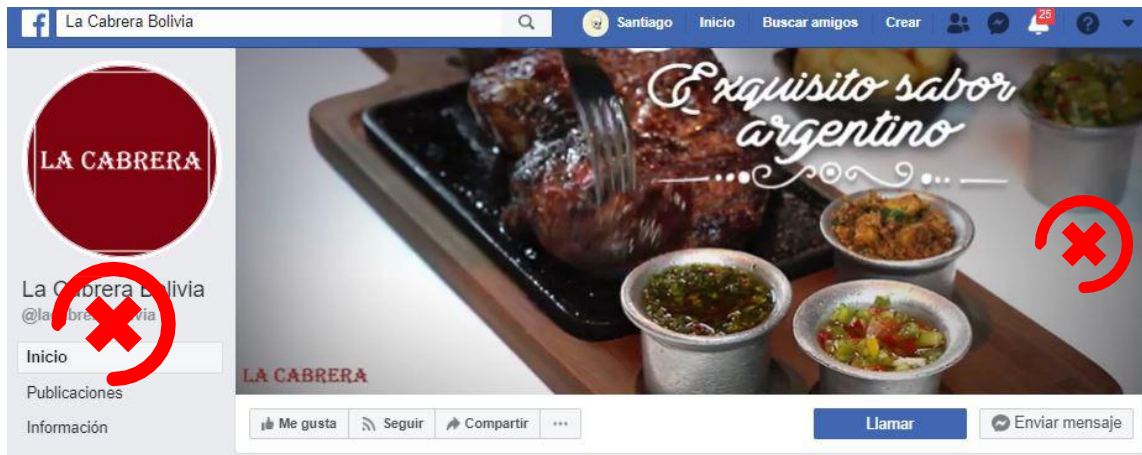 La Cabrera Bolivia
Santiago
Inicio
Buscar amigos
Crear
25
LA CABRERA
Exquisito sabor
argentino
La Cabrera Bolivia
Inicio
Publicaciones
Información
LA CABRERA
Me gusta
Seguir
Compartir
Llamar
Enviar mensaje